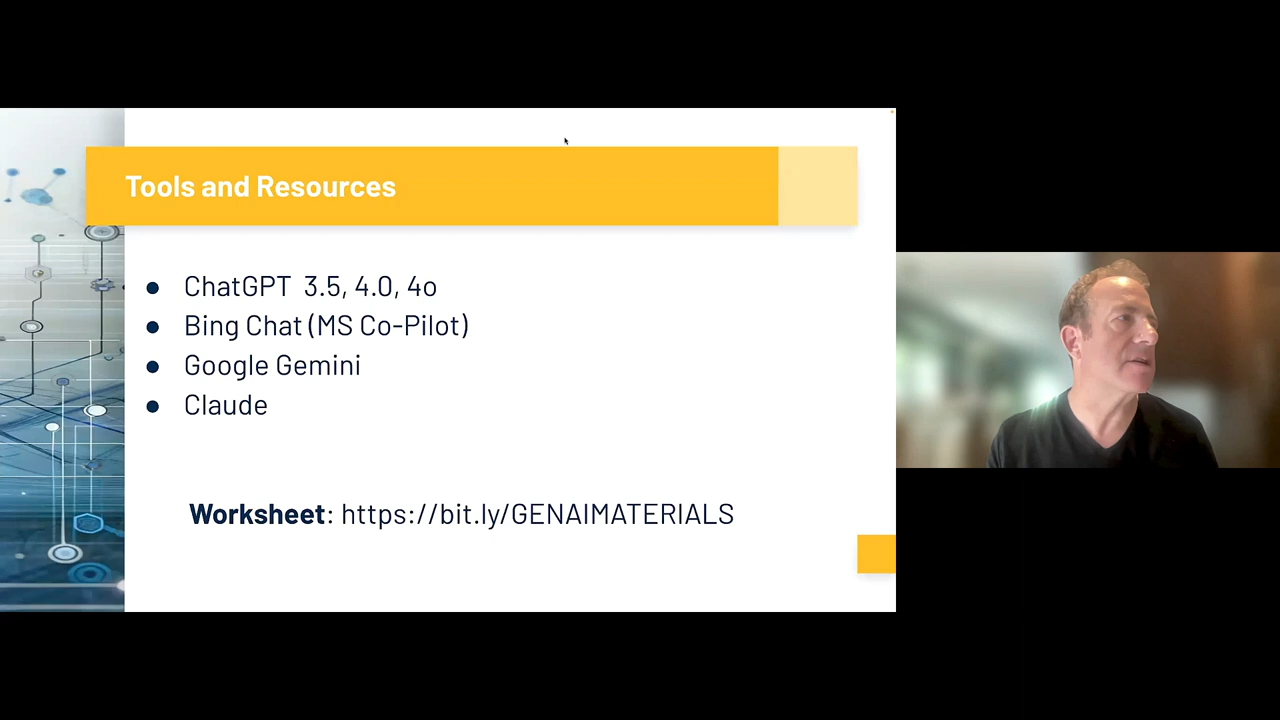 Tools and Resources
ChatGPT 3.5, 4.0, 4o
Bing Chat (MS Co-Pilot)
Google Gemini
Claude
Worksheet: https://bit.ly/GENAIMATERIALS